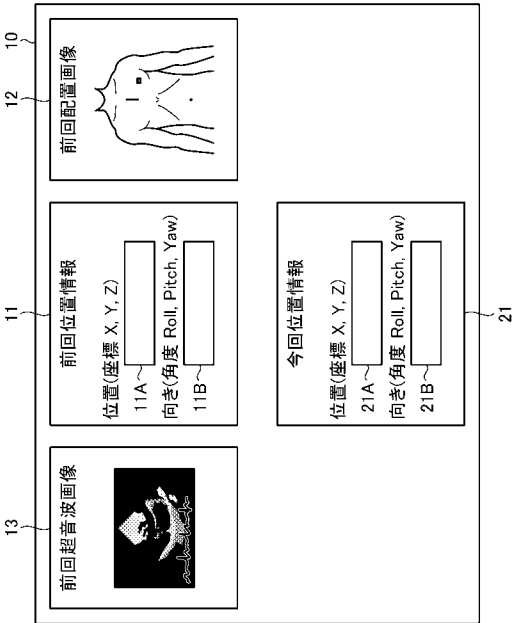 10
12
前回配置画像
11
前回位置情報
位置(座標 X, Y, Z)
11A
向き(角度 Roll, Pitch, Yaw)
11B
13
前回超音波画像
今回位置情報
位置(座標 X, Y, Z)
21A
向き(角度 Roll, Pitch, Yaw)
21B
21